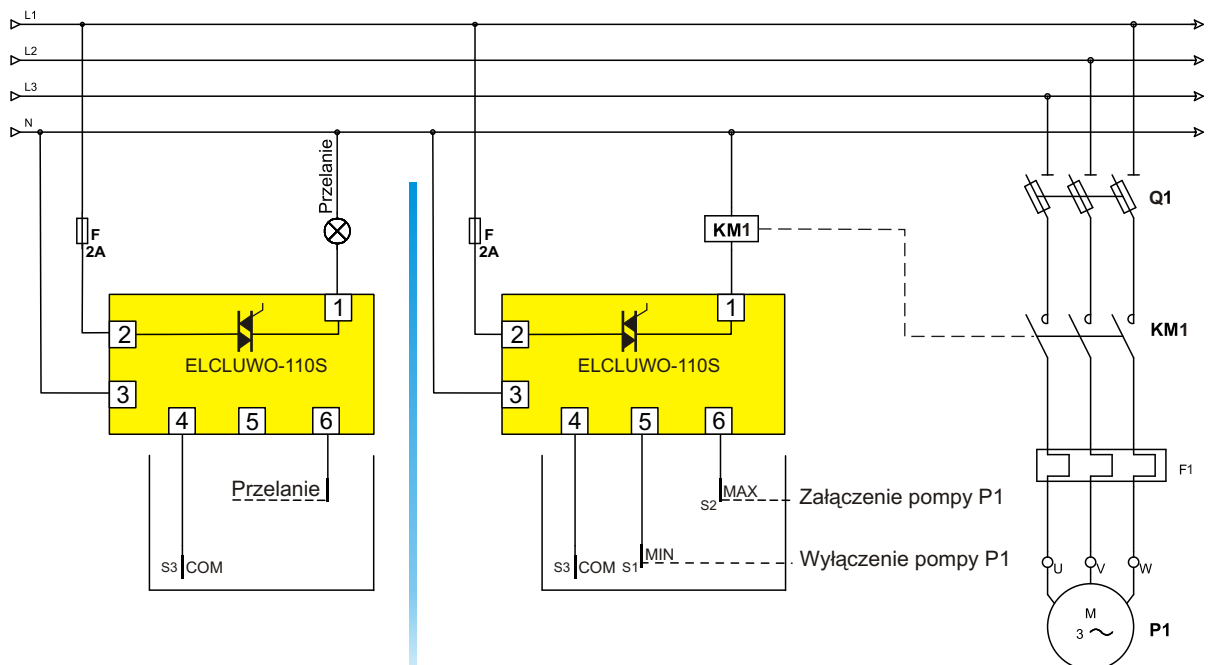 L1
L2
L3
N
Przelanie
F
2A
1
2
ELCLUWO-110S
3
4
5
6
Przelanie
S3
COM
F
2A
KM1
1
2
ELCLUWO-110S
3
4
5
6
MAX
S2
Załączenie pompy P1
MIN
S3
COM
S1
Wyłączenie pompy P1
Q1
KM1
F1
U
V
W
M
3
P1